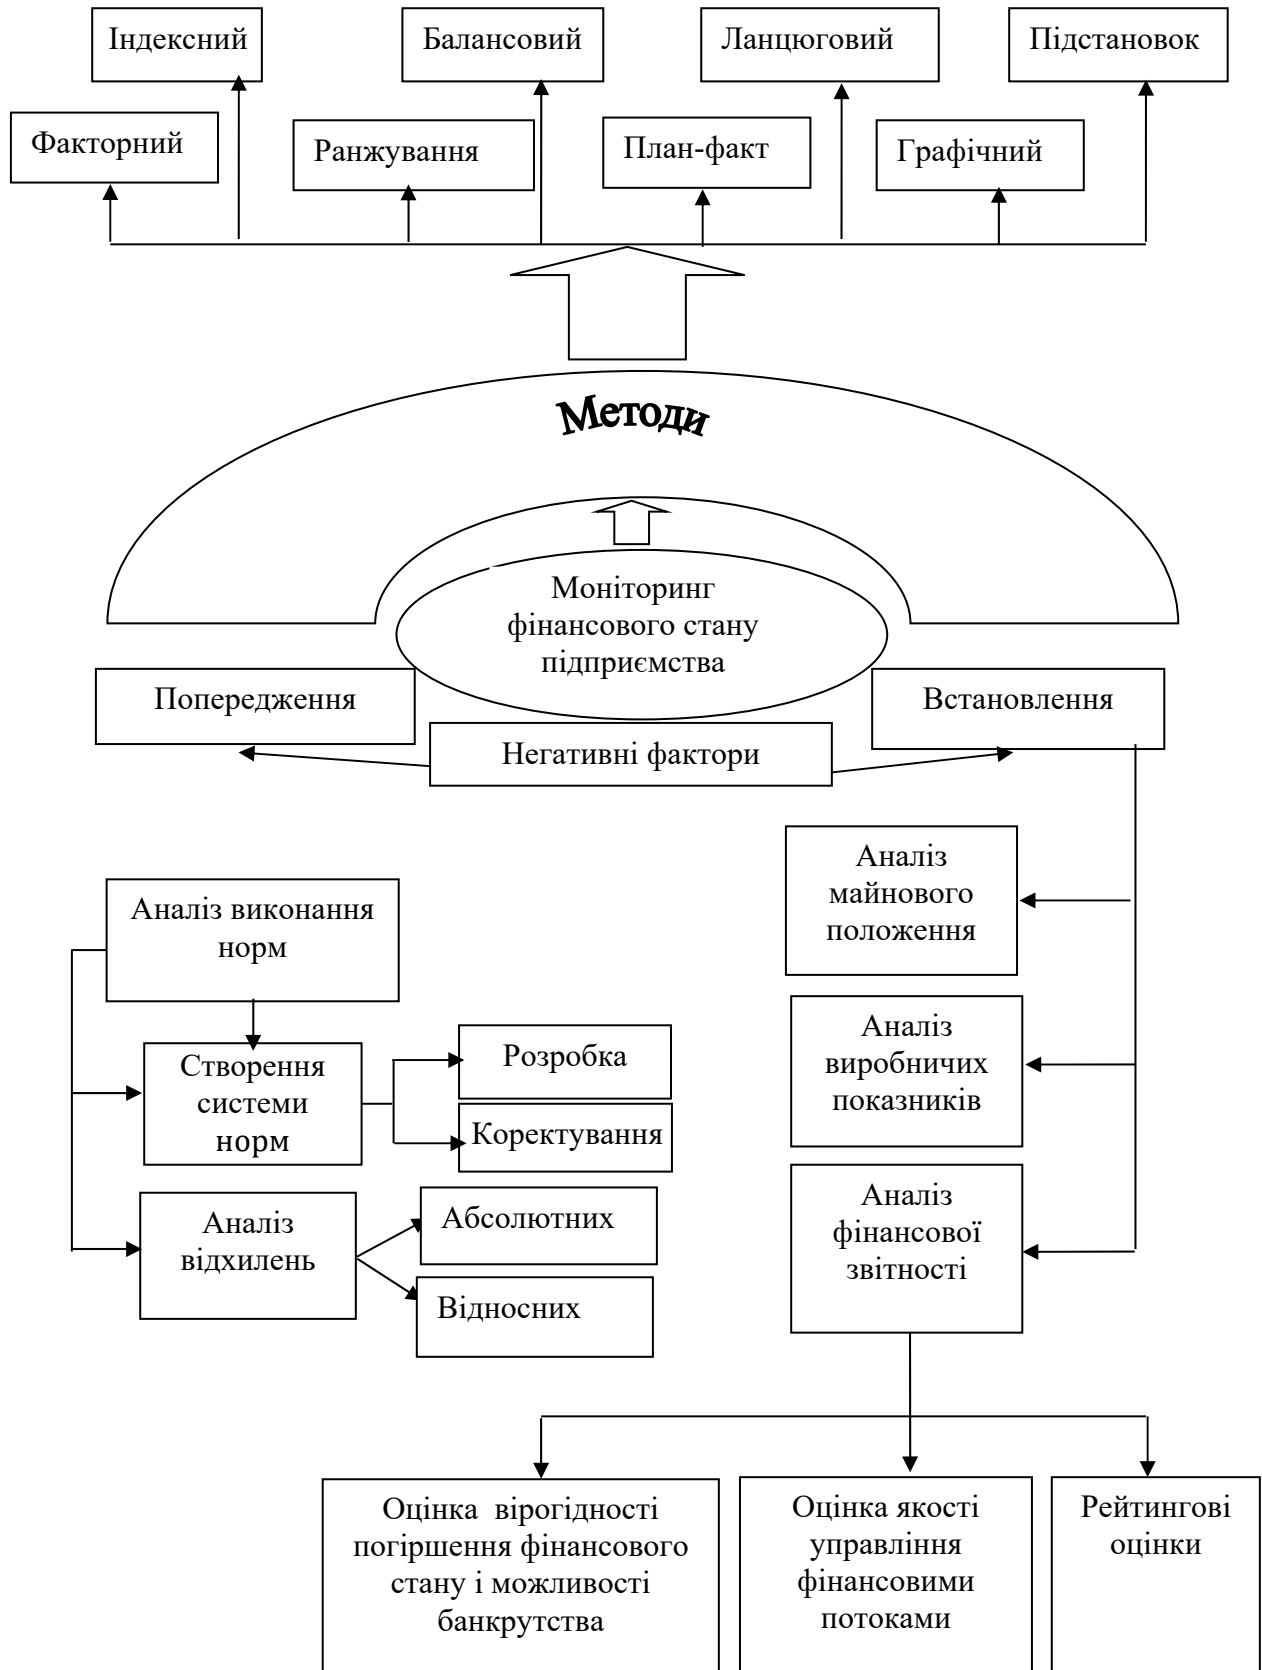 Індексний
Балансовий
Ланцюговий
Підстановок
Факторний
Ранжування
План-факт
Графічний
Методи
Моніторинг
фінансового стану
підприємства
Попередження
Встановлення
Негативні фактори
Аналіз
майнового
положення
Аналіз виконання
норм
Аналіз
виробничих
показників
Створення
системи
норм
Розробка
Коректування
Аналіз
фінансової
звітності
Аналіз
відхилень
Абсолютних
Відносних
Оцінка вірогідності
погіршення фінансового
стану і можливості
банкрутства
Оцінка якості
управління
фінансовими
потоками
Рейтингові
оцінки